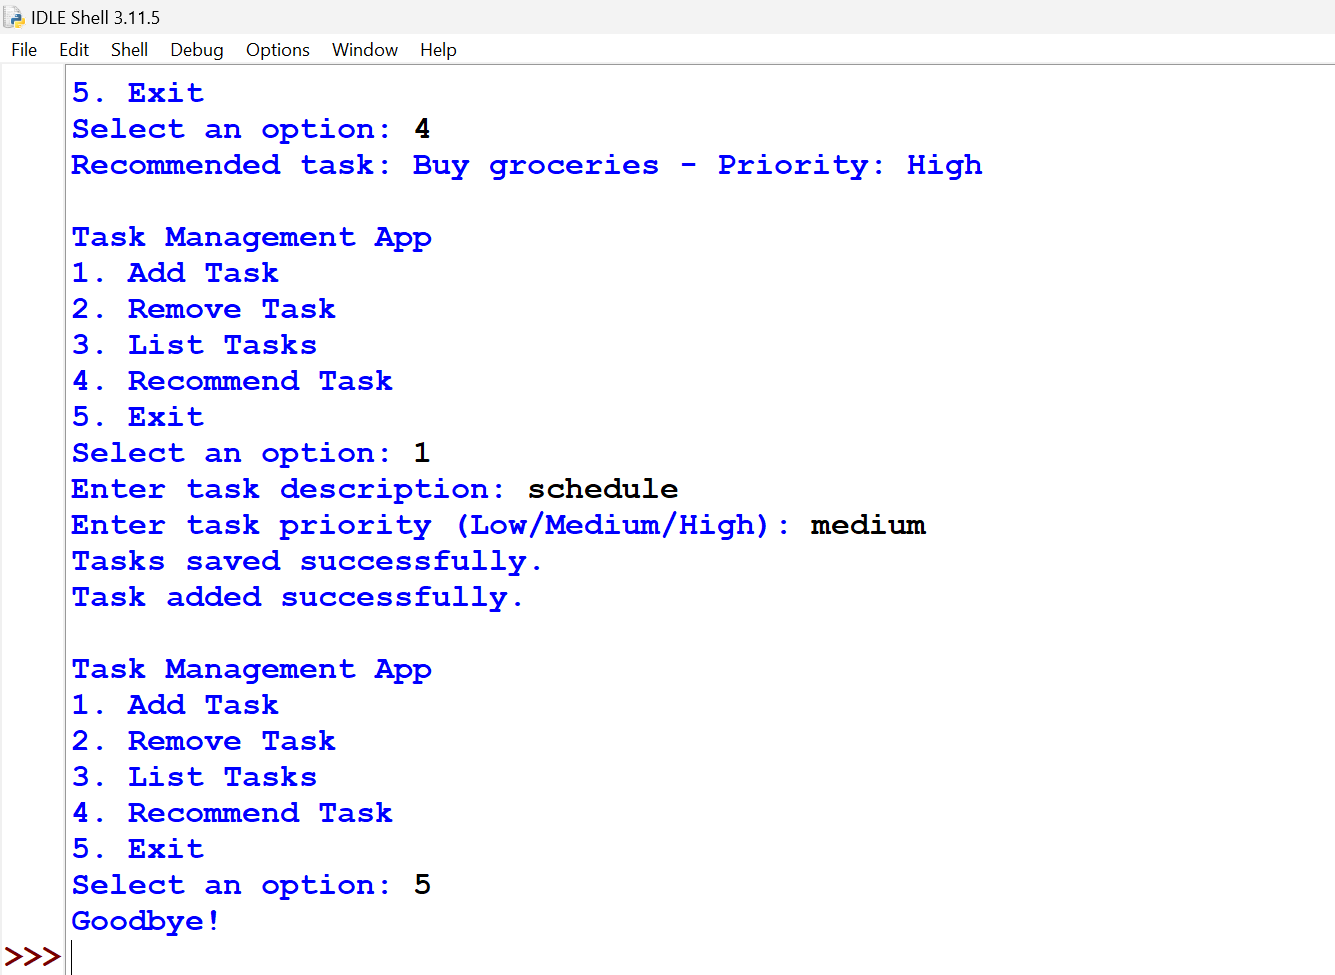 IDLE Shell 3.11.5
File Edit Shell Debug Options Window Help
5. Exit
Select an option: 4
Recommended task: Buy groceries - Priority: High
Task Management App
1. Add Task
2. Remove Task
3. List Tasks
4. Recommend Task
5. Exit
Select an option: 1
Enter task description: schedule
Enter task priority (Low/Medium/High): medium
Tasks saved successfully.
Task added successfully.
Task Management App
1. Add Task
2. Remove Task
3. List Tasks
4. Recommend Task
5. Exit
Select an option: 5
Goodbye!
>>>